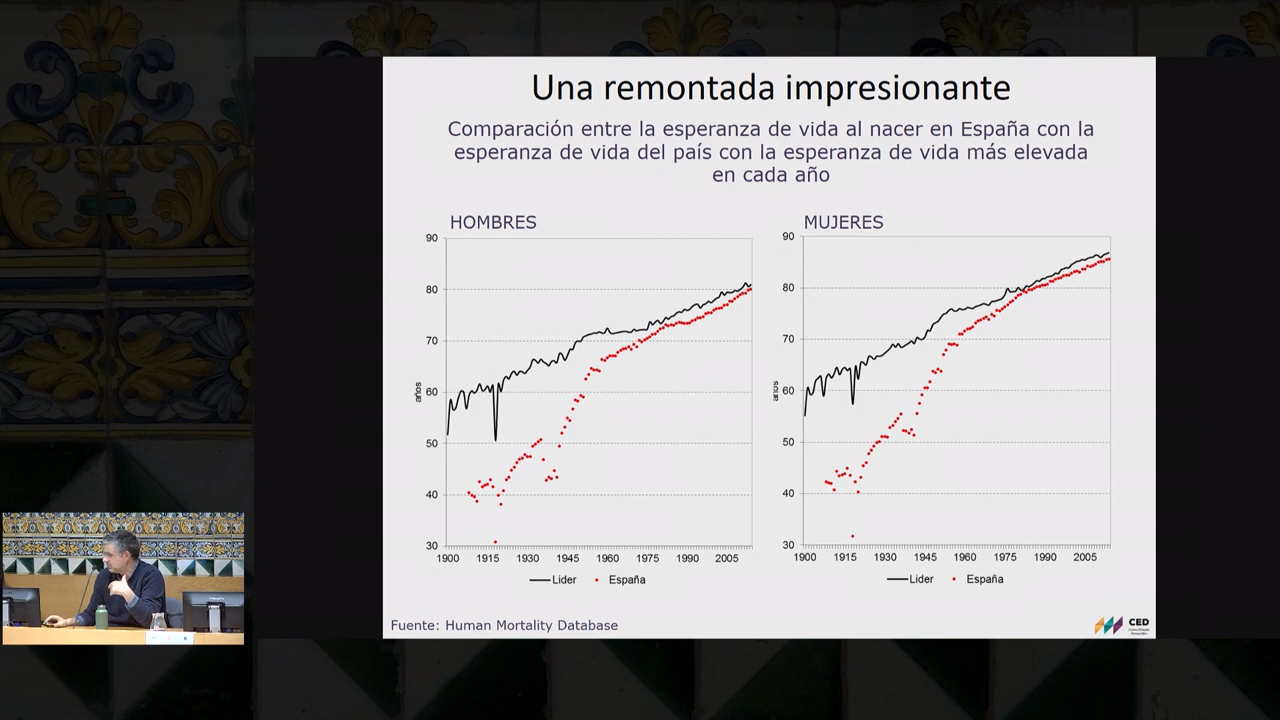 Una remontada impresionante
Comparación entre la esperanza de vida al nacer en España con la
esperanza de vida del país con la esperanza de vida más elevada
en cada año
HOMBRES
90
80
70
60
50
40
30
años
1900 1915 1930 1945 1960 1975 1990 2005
Lider España
MUJERES
90
80
70
60
50
40
30
años
1900 1915 1930 1945 1960 1975 1990 2005
Lider España
Fuente: Human Mortality Database
CED